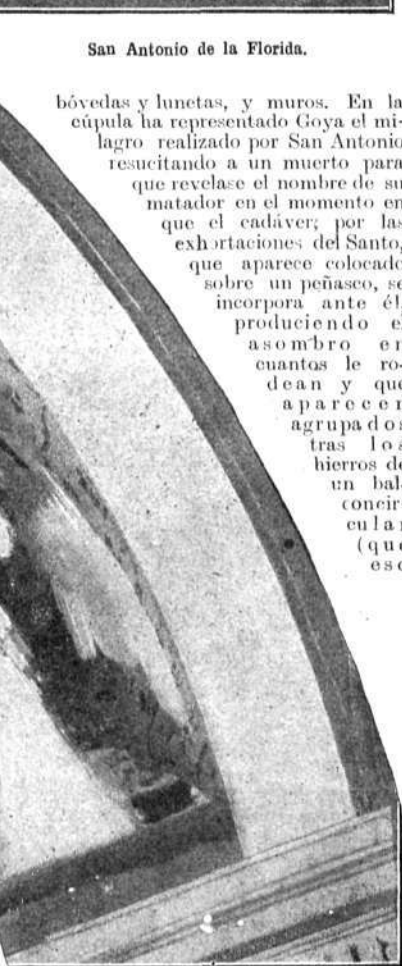 San Antonio de la Florida.
bóvedas y lunetas, y muros. En la
cúpula ha representado Goya el mi-
lagro realizado por San Antonio
resucitando a un muerto para
que revelase el nombre de su
matador en el momento en
que el cadáver; por las
exhortaciones del Santo,
que aparece colocado
sobre un peñasco, se
incorpora ante él,
produciendo el
asombro en
cuantos le ro-
dean y que
aparecen
agrupados
tras los
hierros de
un bal-
concir-
cular
(que
eso